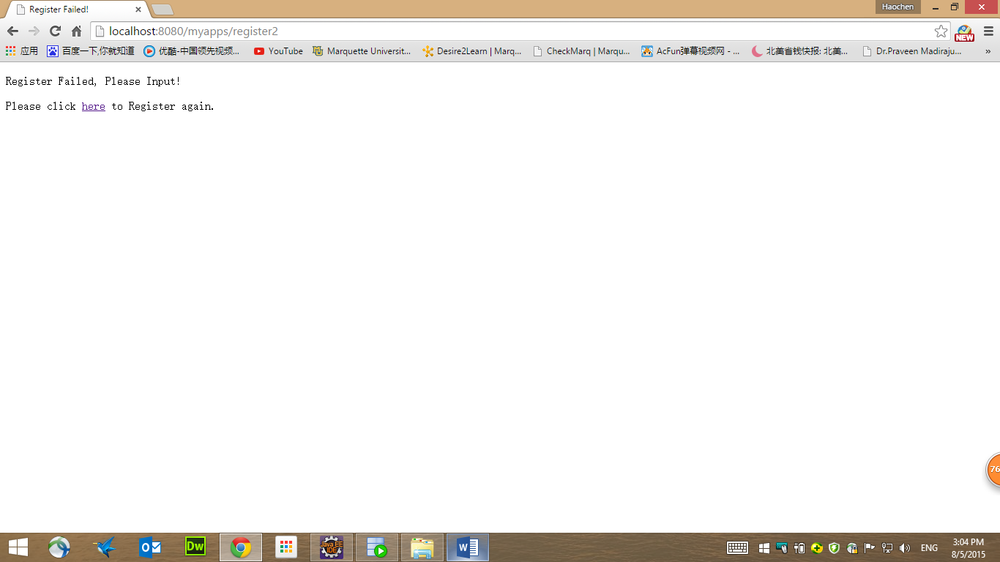 Register Failed!
Haochen
localhost:8080/myapps/register2
NEW
应用 百度一下,你就知道 优酷-中国领先视频... YouTube Marquette Universit... Desire2Learn | Marq... CheckMarq | Marqu... AcFun弹幕视频网 - ... 北美省钱快报: 北美... Dr.Praveen Madiraju... »
Register Failed, Please Input!
Please click here to Register again.
76
Dw
Java EE
IDE
ENG
3:04 PM
8/5/2015